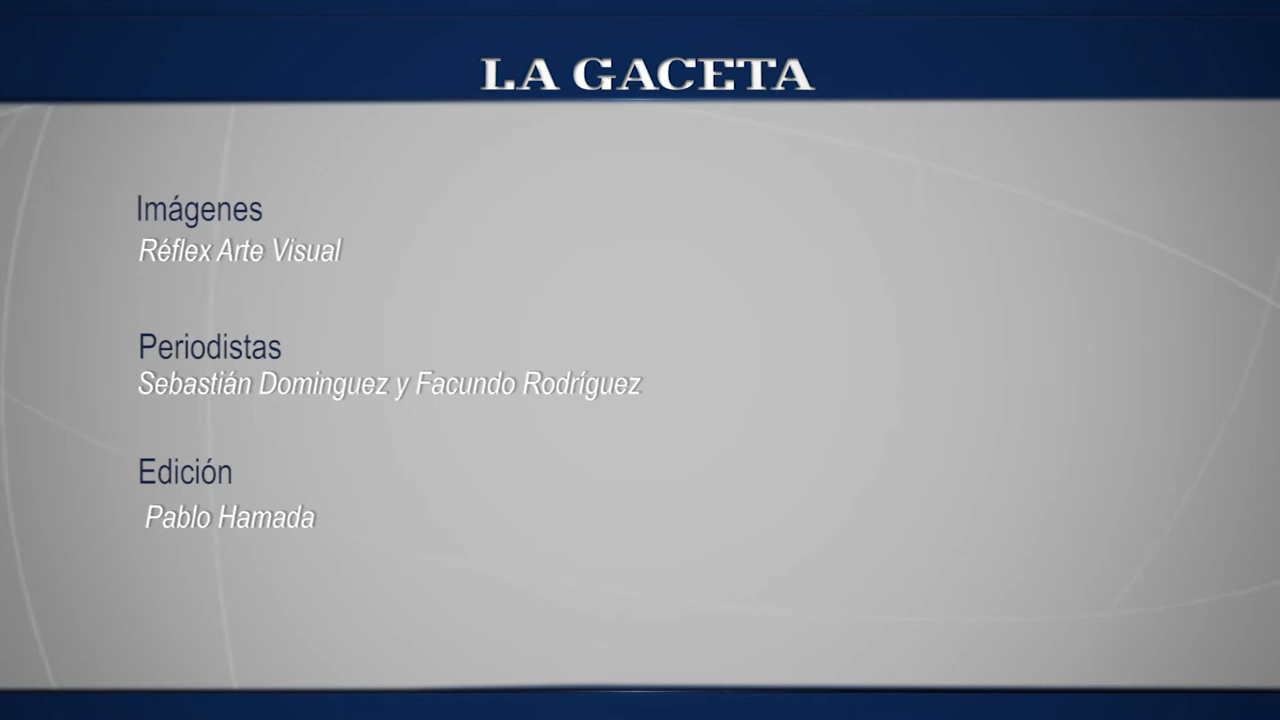 LA GACETA
Imágenes
Réflex Arte Visual
Periodistas
Sebastián Dominguez y Facundo Rodríguez
Edición
Pablo Hamada